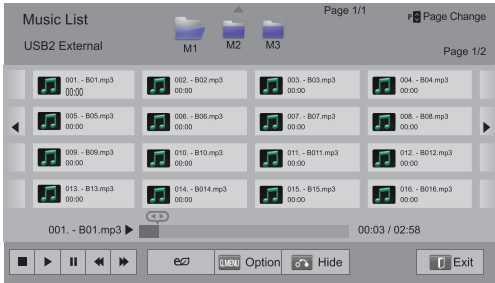 Music List
Page 1/1
P Page Change
USB2 External
M1
M2
M3
Page 1/2
001. - B01.mp3
00:00
002. - B02.mp3
00:00
003. - B03.mp3
00:00
004. - B04.mp3
00:00
005. - B05.mp3
00:00
006. - B06.mp3
00:00
007. - B07.mp3
00:00
008. - B08.mp3
00:00
009. - B09.mp3
00:00
010. - B10.mp3
00:00
011. - B011.mp3
00:00
012. - B012.mp3
00:00
013. - B13.mp3
00:00
014. - B014.mp3
00:00
015. - B15.mp3
00:00
016. - B016.mp3
00:00
001. - B01.mp3
00:03 / 02:58
Q.MENU Option
Hide
Exit